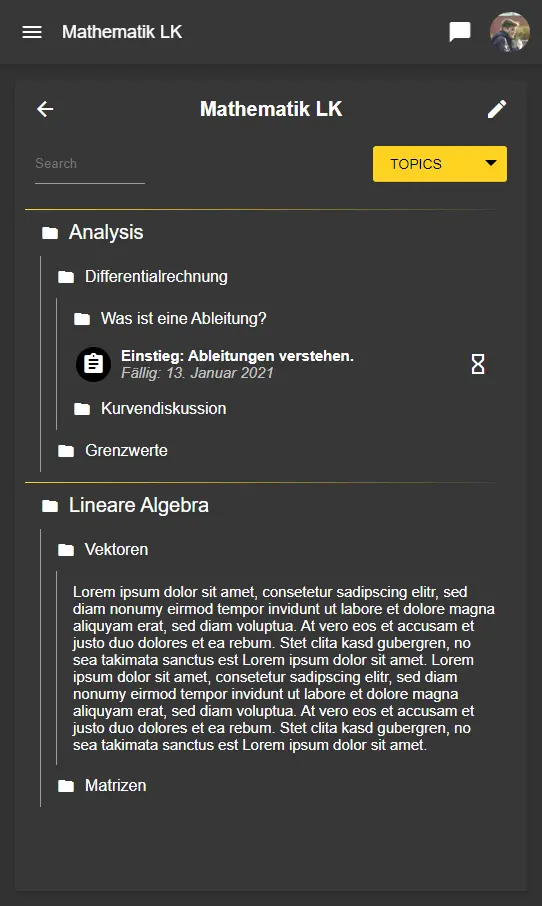 Mathematik LK
Mathematik LK
Search
TOPICS
Analysis
Differentialrechnung
Was ist eine Ableitung?
Einstieg: Ableitungen verstehen.
Fällig: 13. Januar 2021
Kurvendiskussion
Grenzwerte
Lineare Algebra
Vektoren
Lorem ipsum dolor sit amet, consetetur sadipscing elitr, sed
diam nonumy eirmod tempor invidunt ut labore et dolore magna
aliquyam erat, sed diam voluptua. At vero eos et accusam et
justo duo dolores et ea rebum. Stet clita kasd gubergren, no
sea takimata sanctus est Lorem ipsum dolor sit amet. Lorem
ipsum dolor sit amet, consetetur sadipscing elitr, sed diam
nonumy eirmod tempor invidunt ut labore et dolore magna
aliquyam erat, sed diam voluptua. At vero eos et accusam et
justo duo dolores et ea rebum. Stet clita kasd gubergren, no
sea takimata sanctus est Lorem ipsum dolor sit amet.
Matrizen